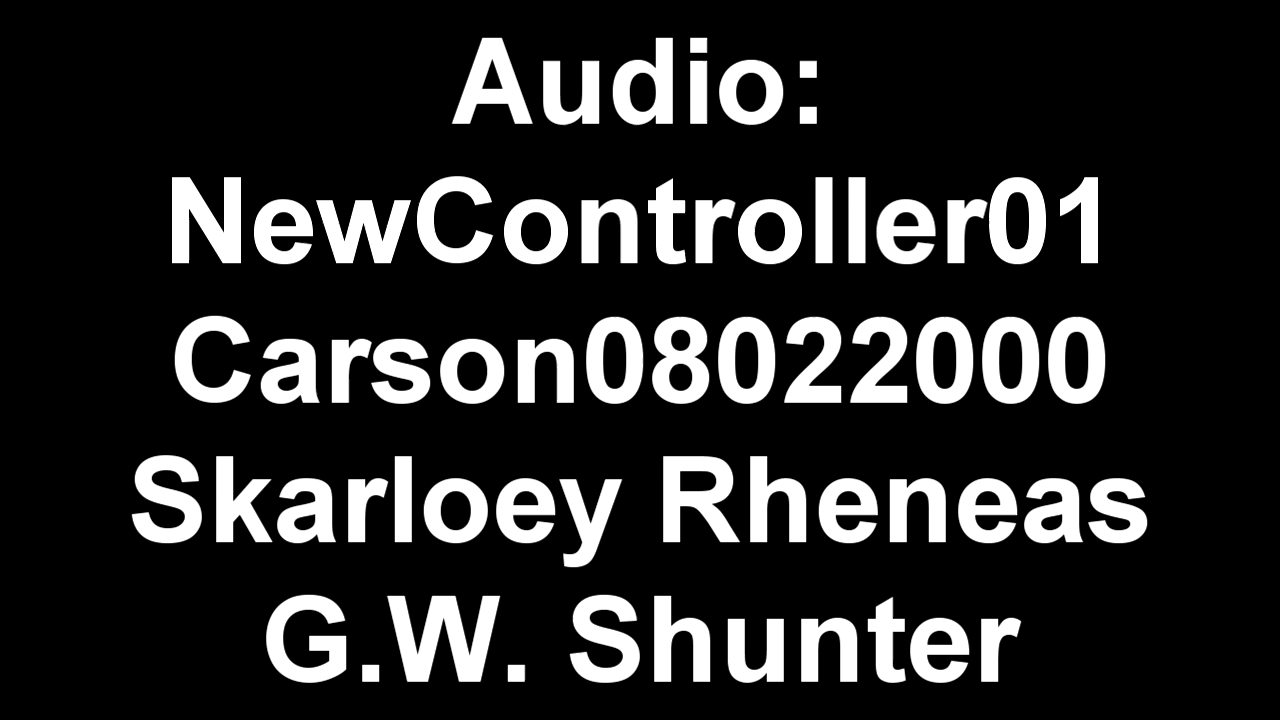 Audio:
NewController01
Carson08022000
Skarloey Rheneas
G.W. Shunter